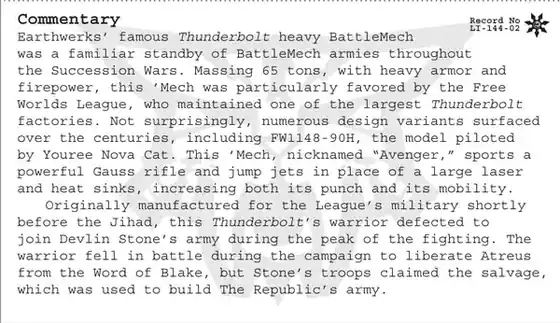 Commentary
Record No
LI-144-02
Earthwerks’ famous Thunderbolt heavy BattleMech
was a familiar standby of BattleMech armies throughout
the Succession Wars. Massing 65 tons, with heavy armor and
firepower, this ‘Mech was particularly favored by the Free
Worlds League, who maintained one of the largest Thunderbolt
factories. Not surprisingly, numerous design variants surfaced
over the centuries, including FW1148-90H, the model piloted
by Youree Nova Cat. This ‘Mech, nicknamed “Avenger,” sports a
powerful Gauss rifle and jump jets in place of a large laser
and heat sinks, increasing both its punch and its mobility.
Originally manufactured for the League’s military shortly
before the Jihad, this Thunderbolt’s warrior defected to
join Devlin Stone’s army during the peak of the fighting. The
warrior fell in battle during the campaign to liberate Atreus
from the Word of Blake, but Stone’s troops claimed the salvage,
which was used to build The Republic’s army.